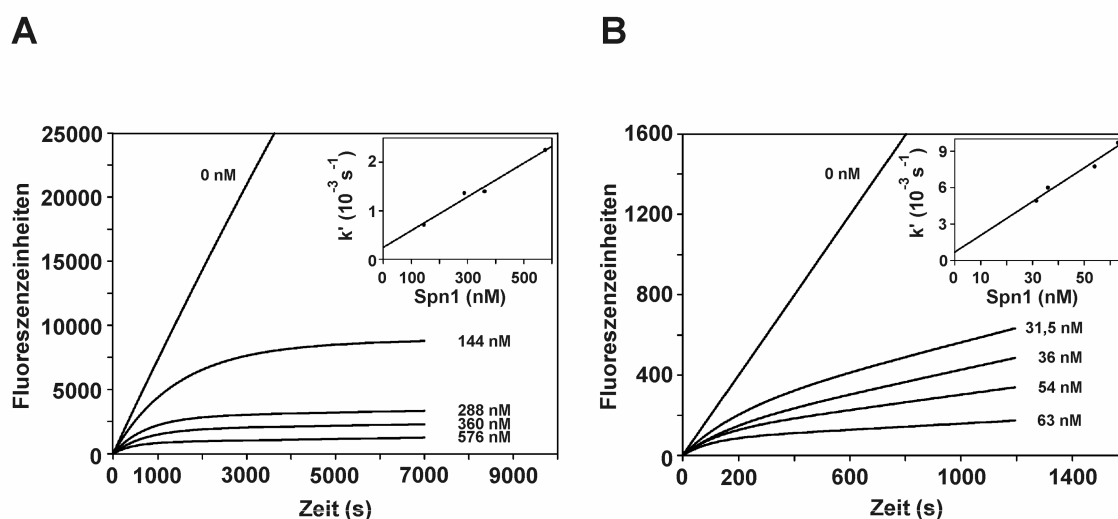 A
B
25000
20000
15000
10000
5000
0
Fluoreszenzeinheiten
0 nM
144 nM
288 nM
360 nM
576 nM
0 1000 3000 5000 7000 9000
Zeit (s)
k' (10⁻³ s⁻¹)
2
1
0
0 100 300 500
Spn1 (nM)
1600
1400
1200
1000
800
400
200
0
Fluoreszenzeinheiten
0 nM
31,5 nM
36 nM
54 nM
63 nM
0 200 600 1000 1400
Zeit (s)
k' (10⁻³ s⁻¹)
9
6
3
0
0 10 30 50
Spn1 (nM)